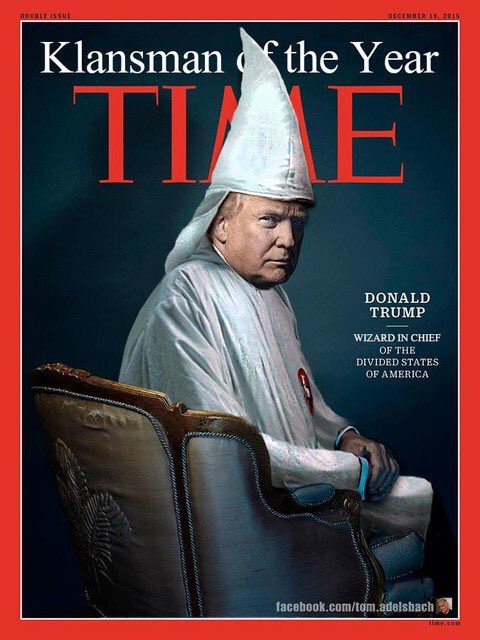 DOUBLE ISSUE
DECEMBER 19, 2016
Klansman of the Year
TIME
DONALD
TRUMP
WIZARD IN CHIEF
OF THE
DIVIDED STATES
OF AMERICA
facebook.com/tom.adelsbach
time.com